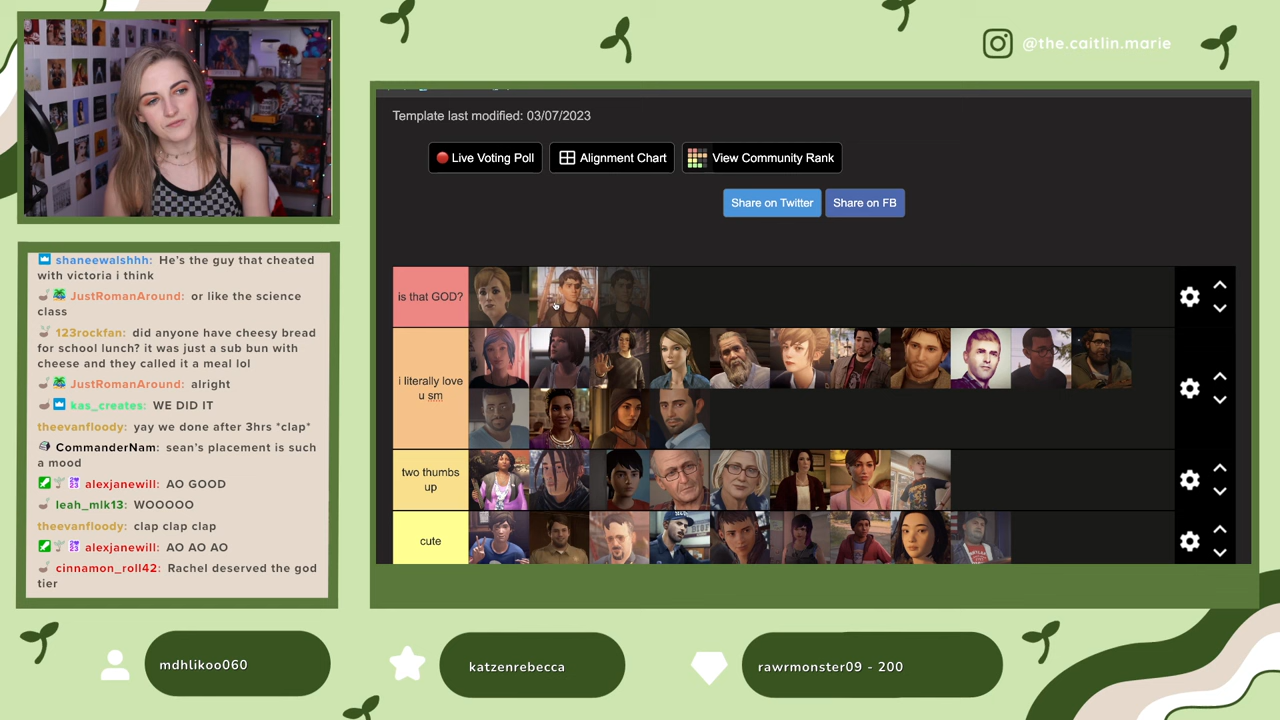 @the.caitlin.marie
Template last modified: 03/07/2023
Live Voting Poll
Alignment Chart
View Community Rank
Share on Twitter
Share on FB
is that GOD?
i literally love
u sm
two thumbs
up
cute
shaneewalshhh: He's the guy that cheated
with victoria i think
JustRomanAround: or like the science
class
123rockfan: did anyone have cheesy bread
for school lunch? it was just a sub bun with
cheese and they called it a meal lol
JustRomanAround: alright
kas_creates: WE DID IT
theevanfloody: yay we done after 3hrs *clap*
CommanderNam: sean's placement is such
a mood
alexjanewill: AO GOOD
leah_mlk13: WOOOOO
theevanfloody: clap clap clap
alexjanewill: AO AO AO
cinnamon_roll42: Rachel deserved the god
tier
mdhlikoo060
katzenrebecca
rawrmonster09 - 200